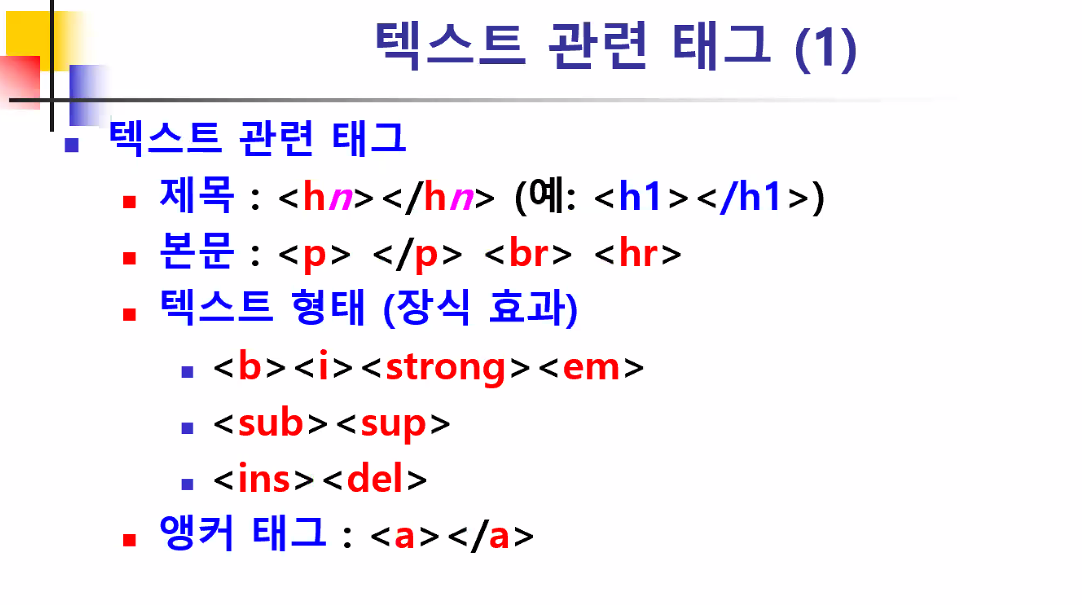 텍스트 관련 태그 (1)
텍스트 관련 태그
제목 : <hn></hn> (예: <h1></h1>)
본문 : <p> </p> <br> <hr>
텍스트 형태 (장식 효과)
<b><i><strong><em>
<sub><sup>
<ins><del>
앵커 태그 : <a></a>